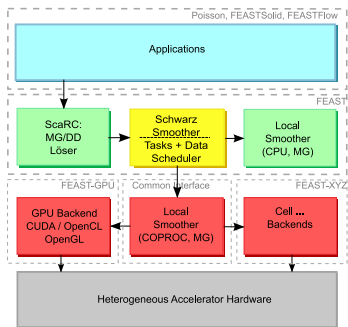 Poisson, FEASTSolid, FEASTFlow
Applications
FEAST
ScaRC:
MG/DD
Löser
Schwarz
Smoother
Tasks + Data
Scheduler
Local
Smoother
(CPU, MG)
FEAST-GPU
Common Interface
FEAST-XYZ
GPU Backend
CUDA / OpenCL
OpenGL
Local
Smoother
(COPROC, MG)
Cell ...
Backends
Heterogeneous Accelerator Hardware